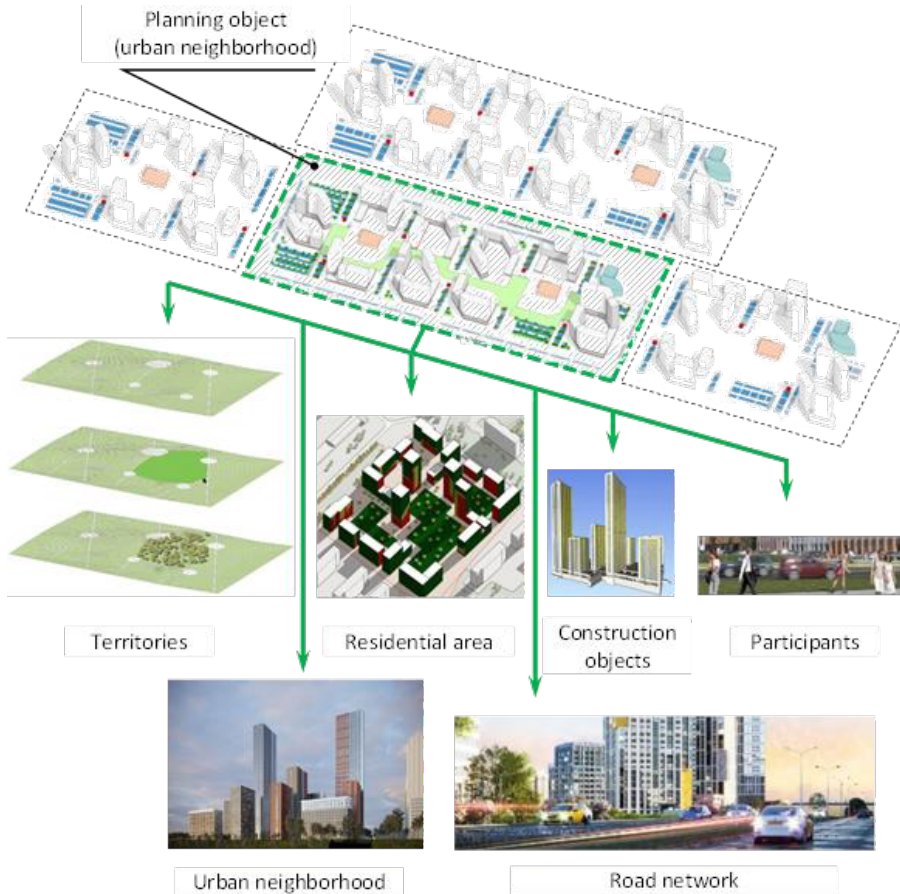 Planning object
(urban neighborhood)
Territories
Residential area
Construction
objects
Participants
Urban neighborhood
Road network